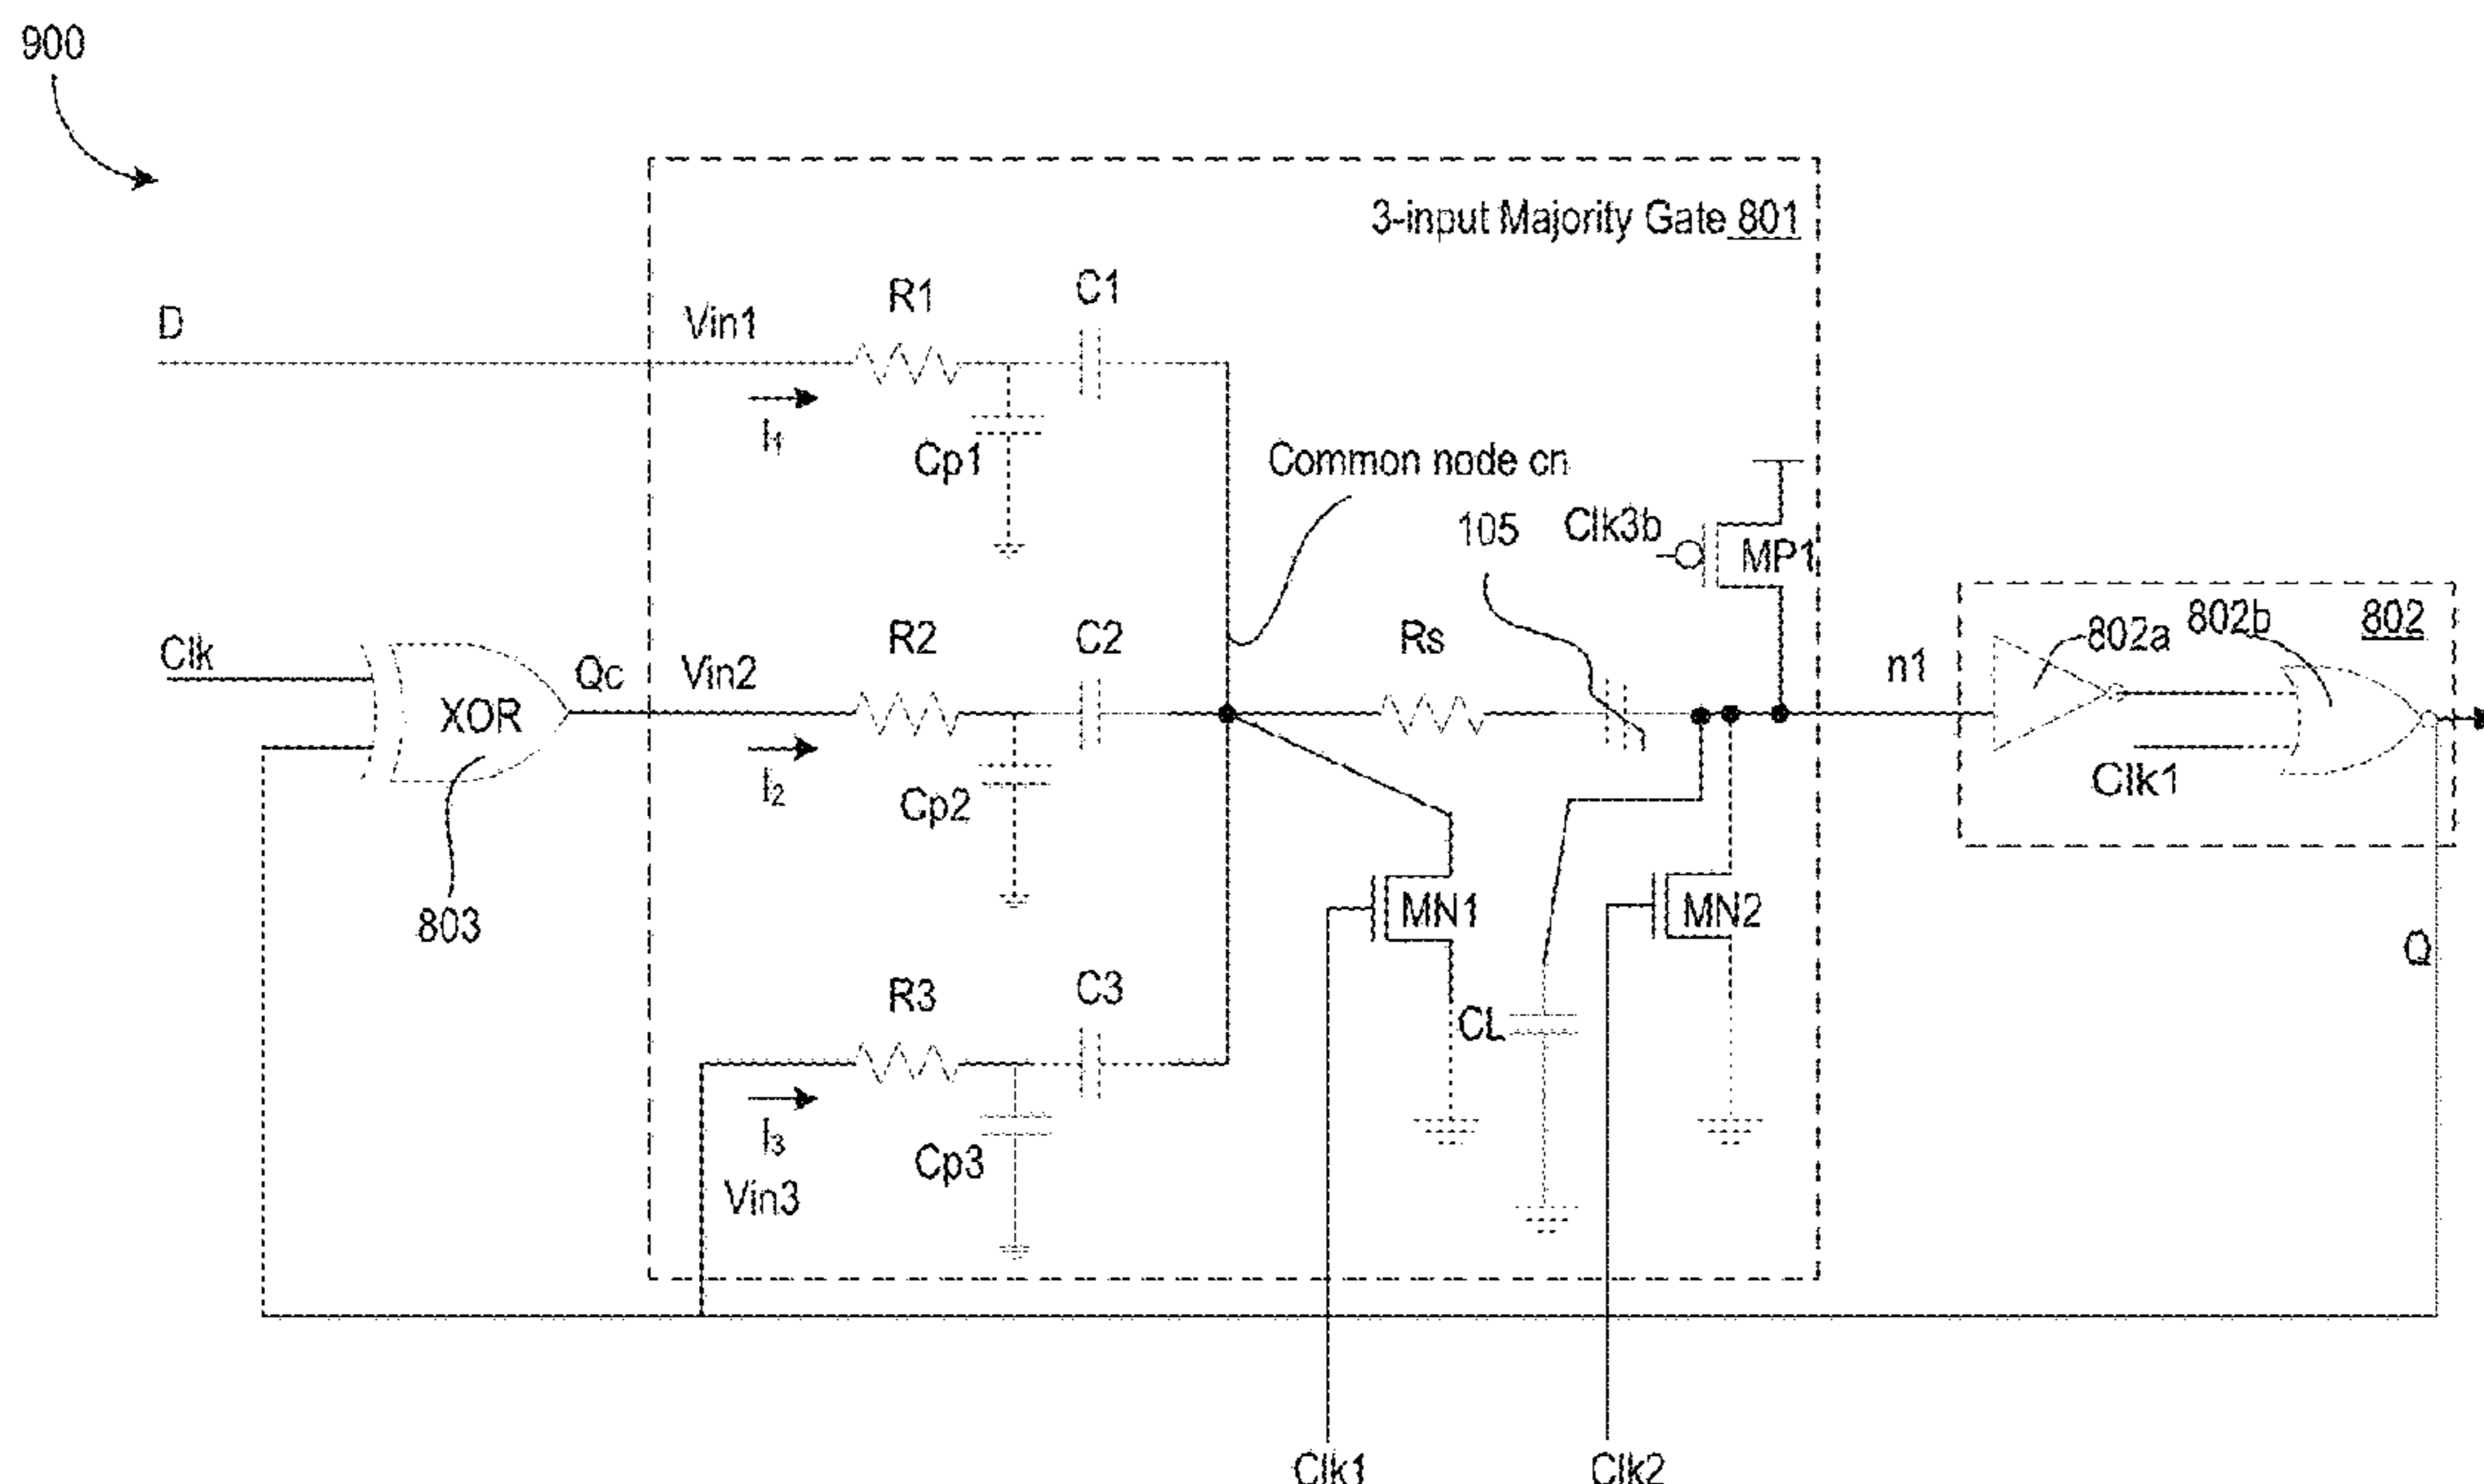 900
3-input Majority Gate 801
D
Vin1
R1
C1
I1
Cp1
Common node cn
105
Clk3b
MP1
Clk
XOR
Qc
Vin2
R2
C2
Rs
n1
802a
802b
802
I2
Cp2
Clk1
803
MN1
MN2
Q
R3
C3
CL
I3
Cp3
Vin3
Clk1
Clk2